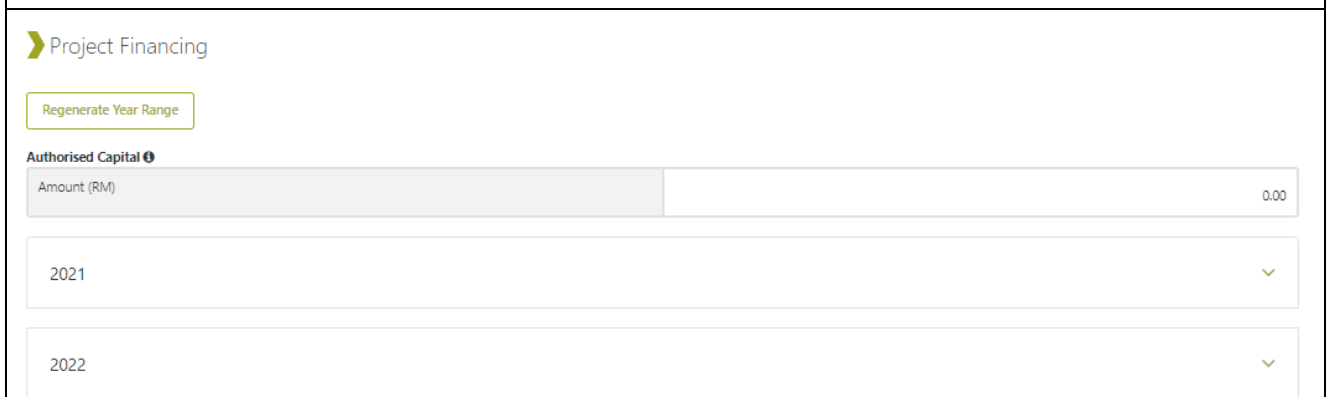 Project Financing
Regenerate Year Range
Authorised Capital
Amount (RM) 0.00
2021
2022